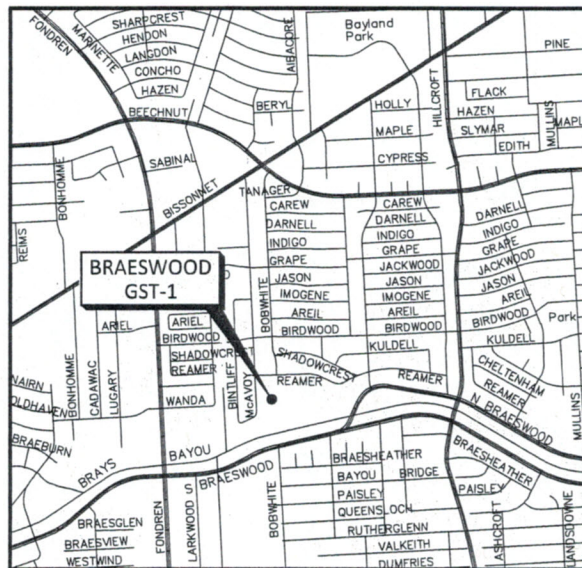 SHARPCREST
HENDON
LANGDON
CONCHO
HAZEN
BEECHNUT
FONDREN
MARINETTE
Bayland
Park
PINE
BERYL
HOLLY
MAPLE
CYPRESS
HILLCROFT
FLACK
HAZEN
SLYMAR
EDITH
MULLINS
MAPL
SABINAL
BISSONNET
BONHOMME
REIMS
TANAGER
CAREW
DARNELL
INDIGO
GRAPE
JASON
IMOGENE
AREIL
BIRDWOOD
BOBWHITE
CAREW
DARNELL
INDIGO
GRAPE
JACKWOOD
JASON
IMOGENE
AREIL
BIRDWOOD
KULDELL
DARNELL
INDIGO
GRAPE
JACKWOOD
JASON
AREIL
BIRDWOOD
KULDELL
Park
BRAESWOOD
GST-1
ARIEL
ARIEL
BIRDWOOD
SHADOWCREST
REAMER
WANDA
BONHOMME
CADAWAC
LUGARY
BINTLIFF
McAVOY
SHADOWCREST
REAMER
REAMER
CHELTENHAM
REAMER
N BRAESWOOD
MULLINS
NAIRN
OLDHAVEN
BRAEBURN
BRAYS
BAYOU
S BRAESWOOD
BRAESHEATHER
BAYOU
BRIDGE
PAISLEY
QUEENSLOCH
RUTHERGLENN
VALKEITH
DUMFRIES
BRAESHEATHER
PAISLEY
ASHCROFT
LANDSDOWNE
BRAESGLEN
BRAESVIEW
WESTWIND
FONDREN
LARKWOOD
BOBWHITE